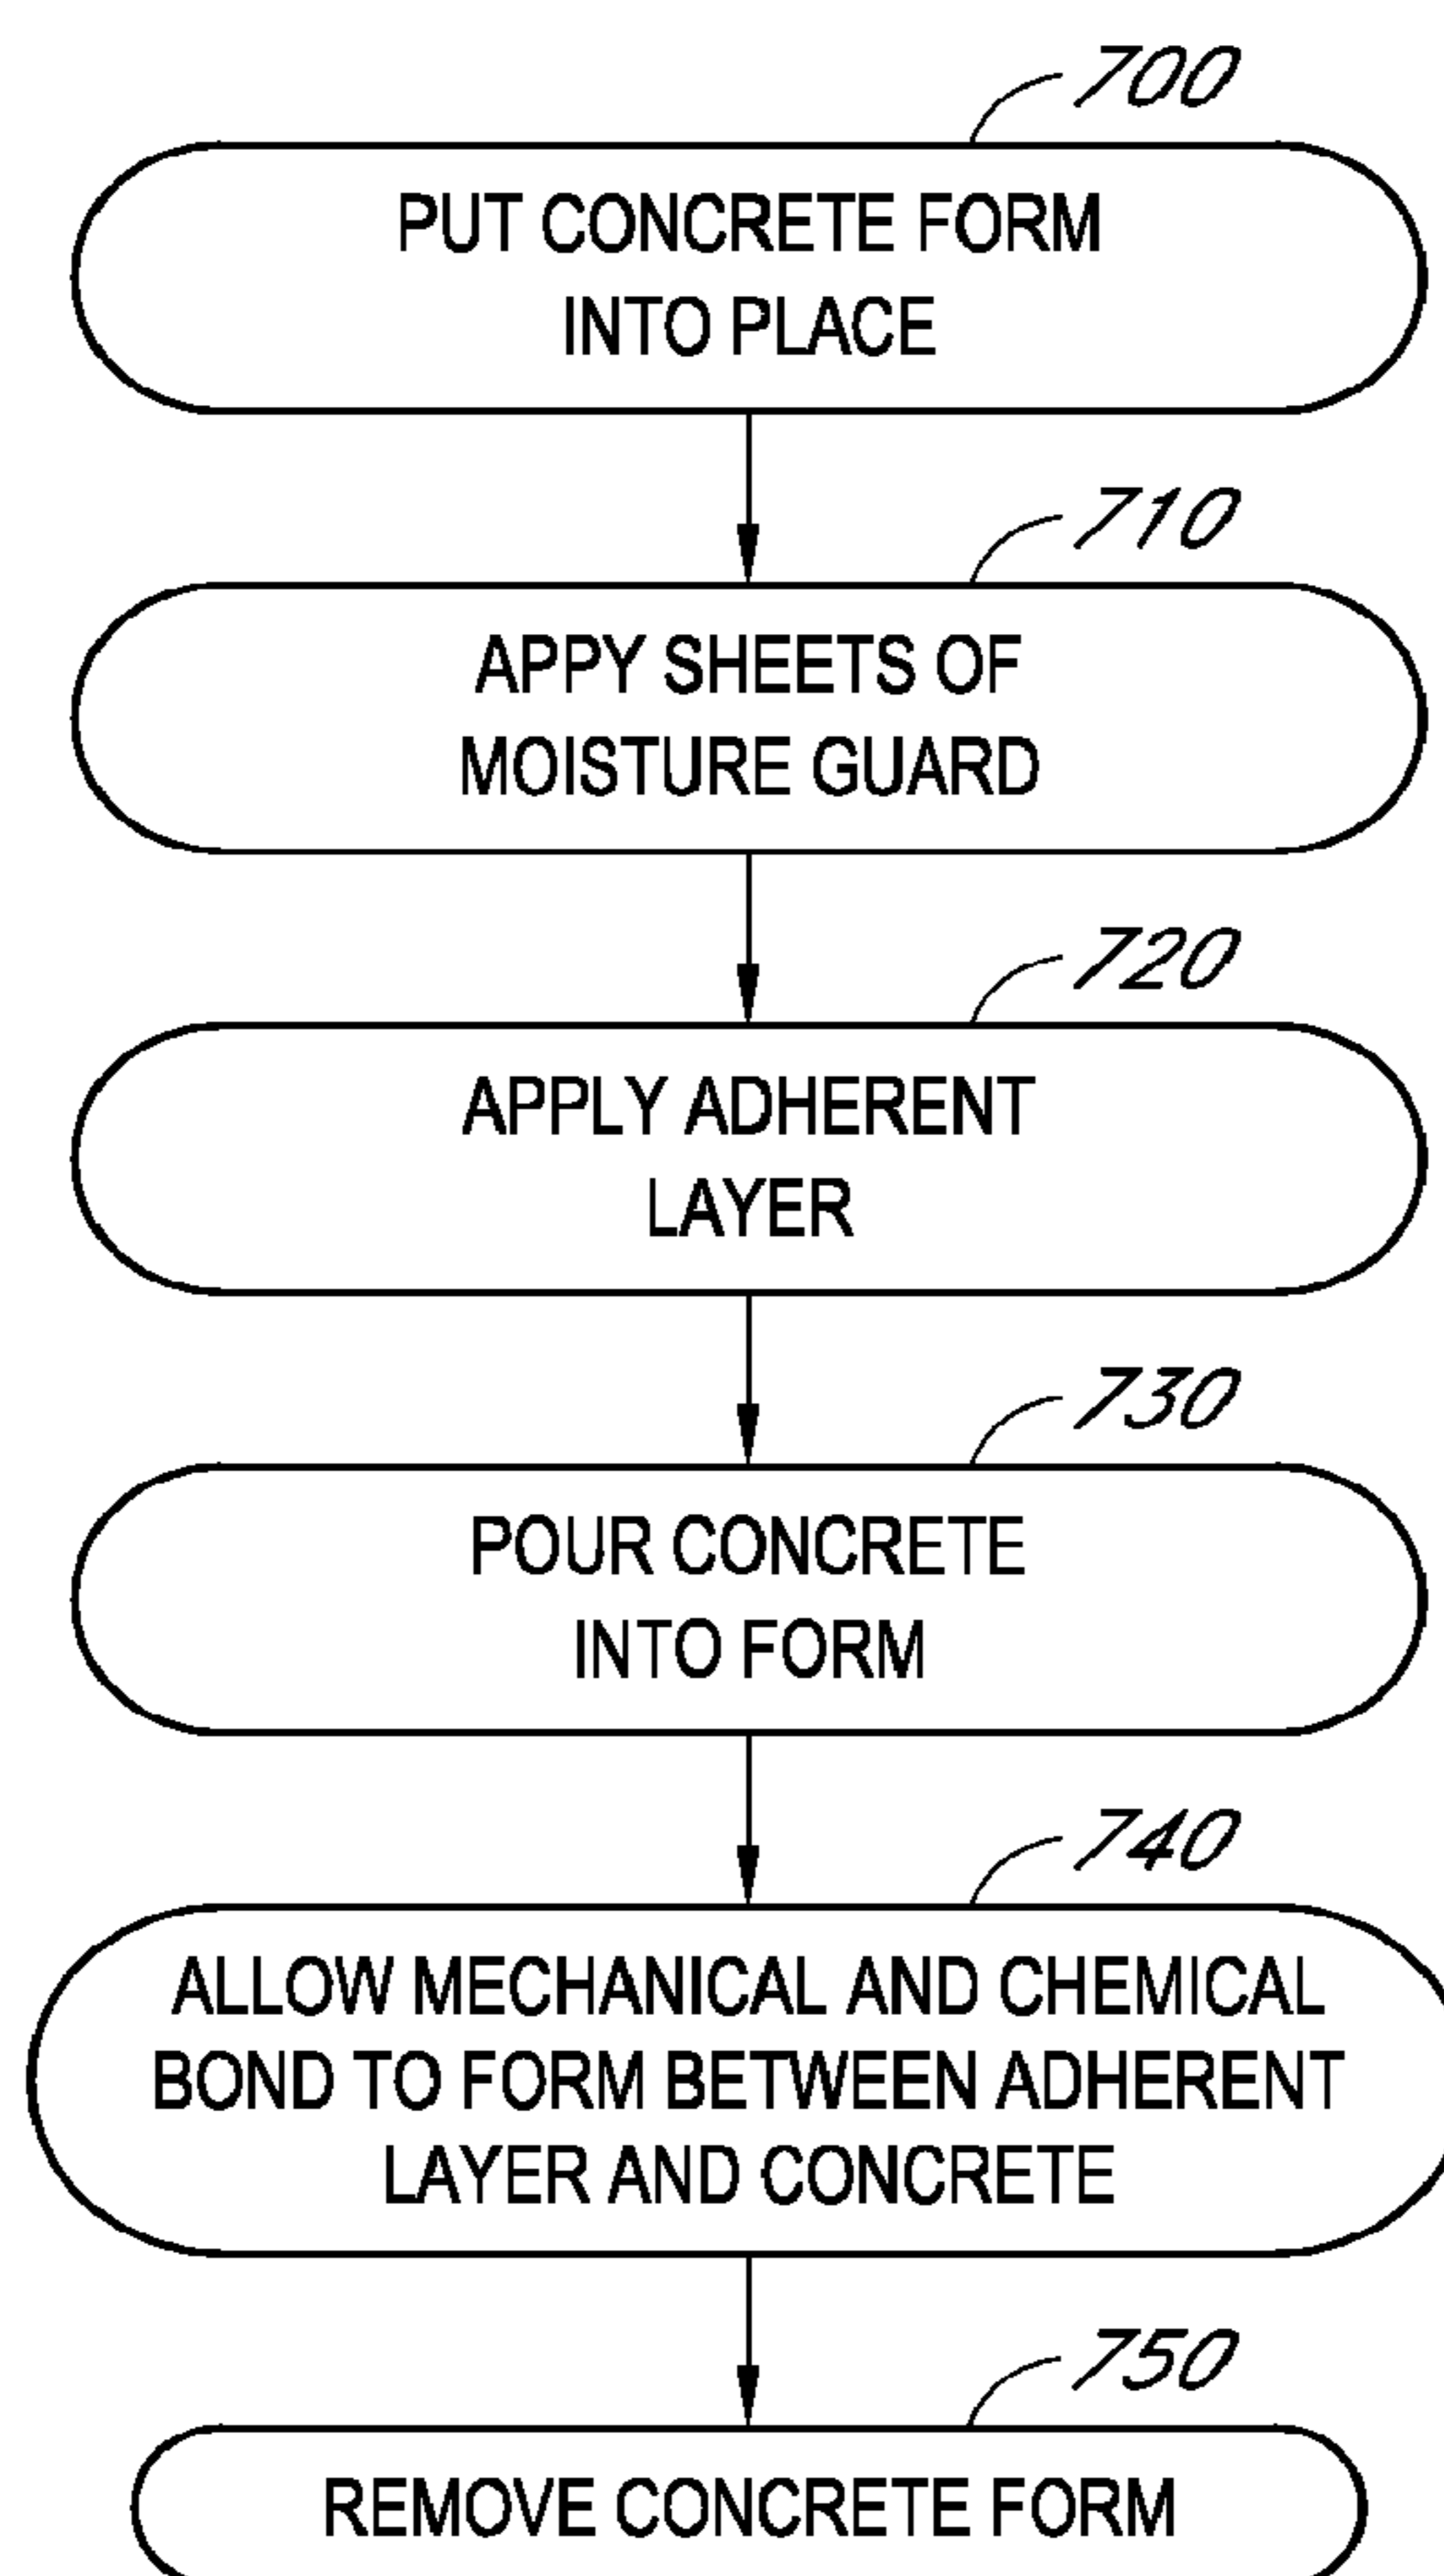 700
PUT CONCRETE FORM
INTO PLACE
710
APPY SHEETS OF
MOISTURE GUARD
720
APPLY ADHERENT
LAYER
730
POUR CONCRETE
INTO FORM
740
ALLOW MECHANICAL AND CHEMICAL
BOND TO FORM BETWEEN ADHERENT
LAYER AND CONCRETE
750
REMOVE CONCRETE FORM